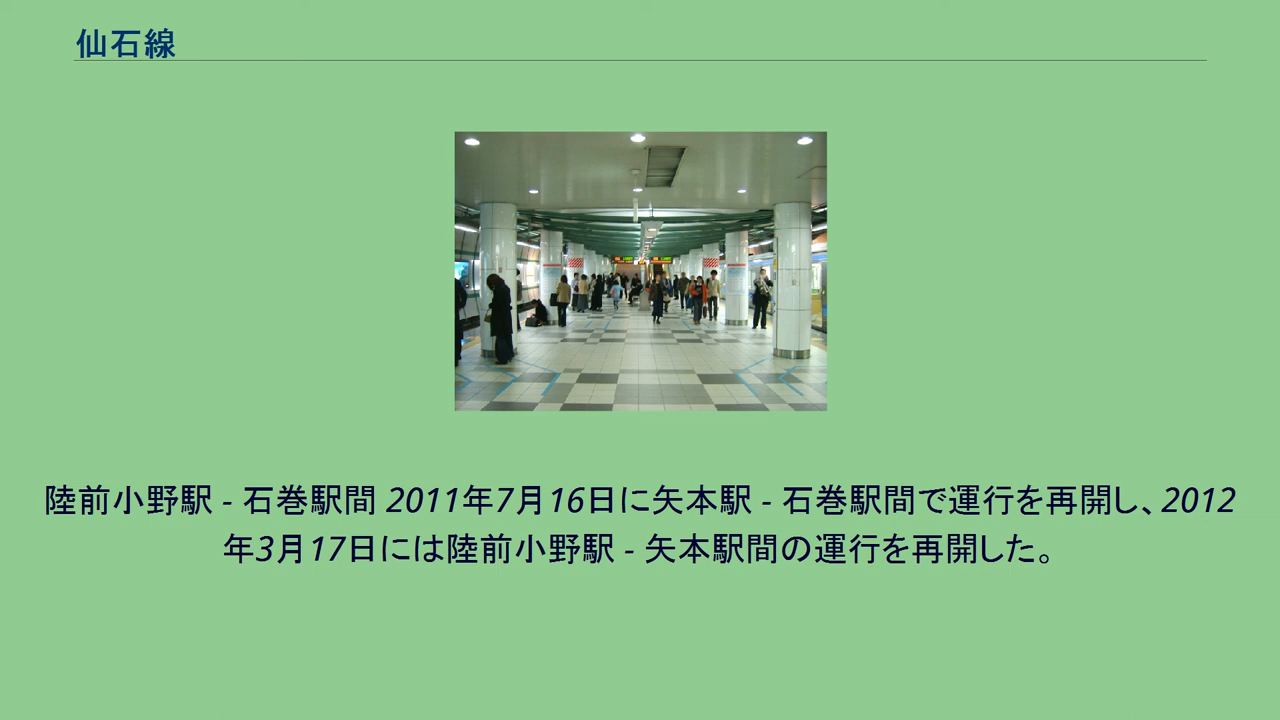 仙石線
陸前小野駅 - 石巻駅間 2011年7月16日に矢本駅 - 石巻駅間で運行を再開し、2012
年3月17日には陸前小野駅 - 矢本駅間の運行を再開した。